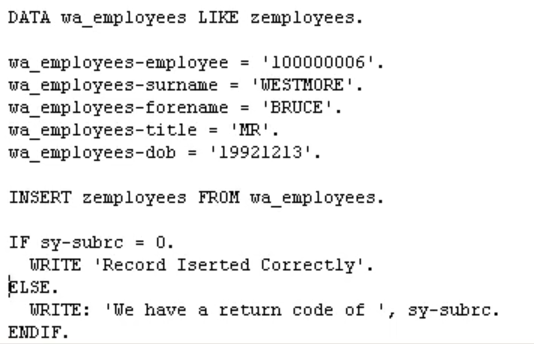 DATA wa_employees LIKE zemployees.
wa_employees-employee = '100000006'.
wa_employees-surname = 'WESTMORE'.
wa_employees-forename = 'BRUCE'.
wa_employees-title = 'MR'.
wa_employees-dob = '19921213'.
INSERT zemployees FROM wa_employees.
IF sy-subrc = 0.
WRITE 'Record Iserted Correctly'.
ELSE.
WRITE: 'We have a return code of ', sy-subrc.
ENDIF.